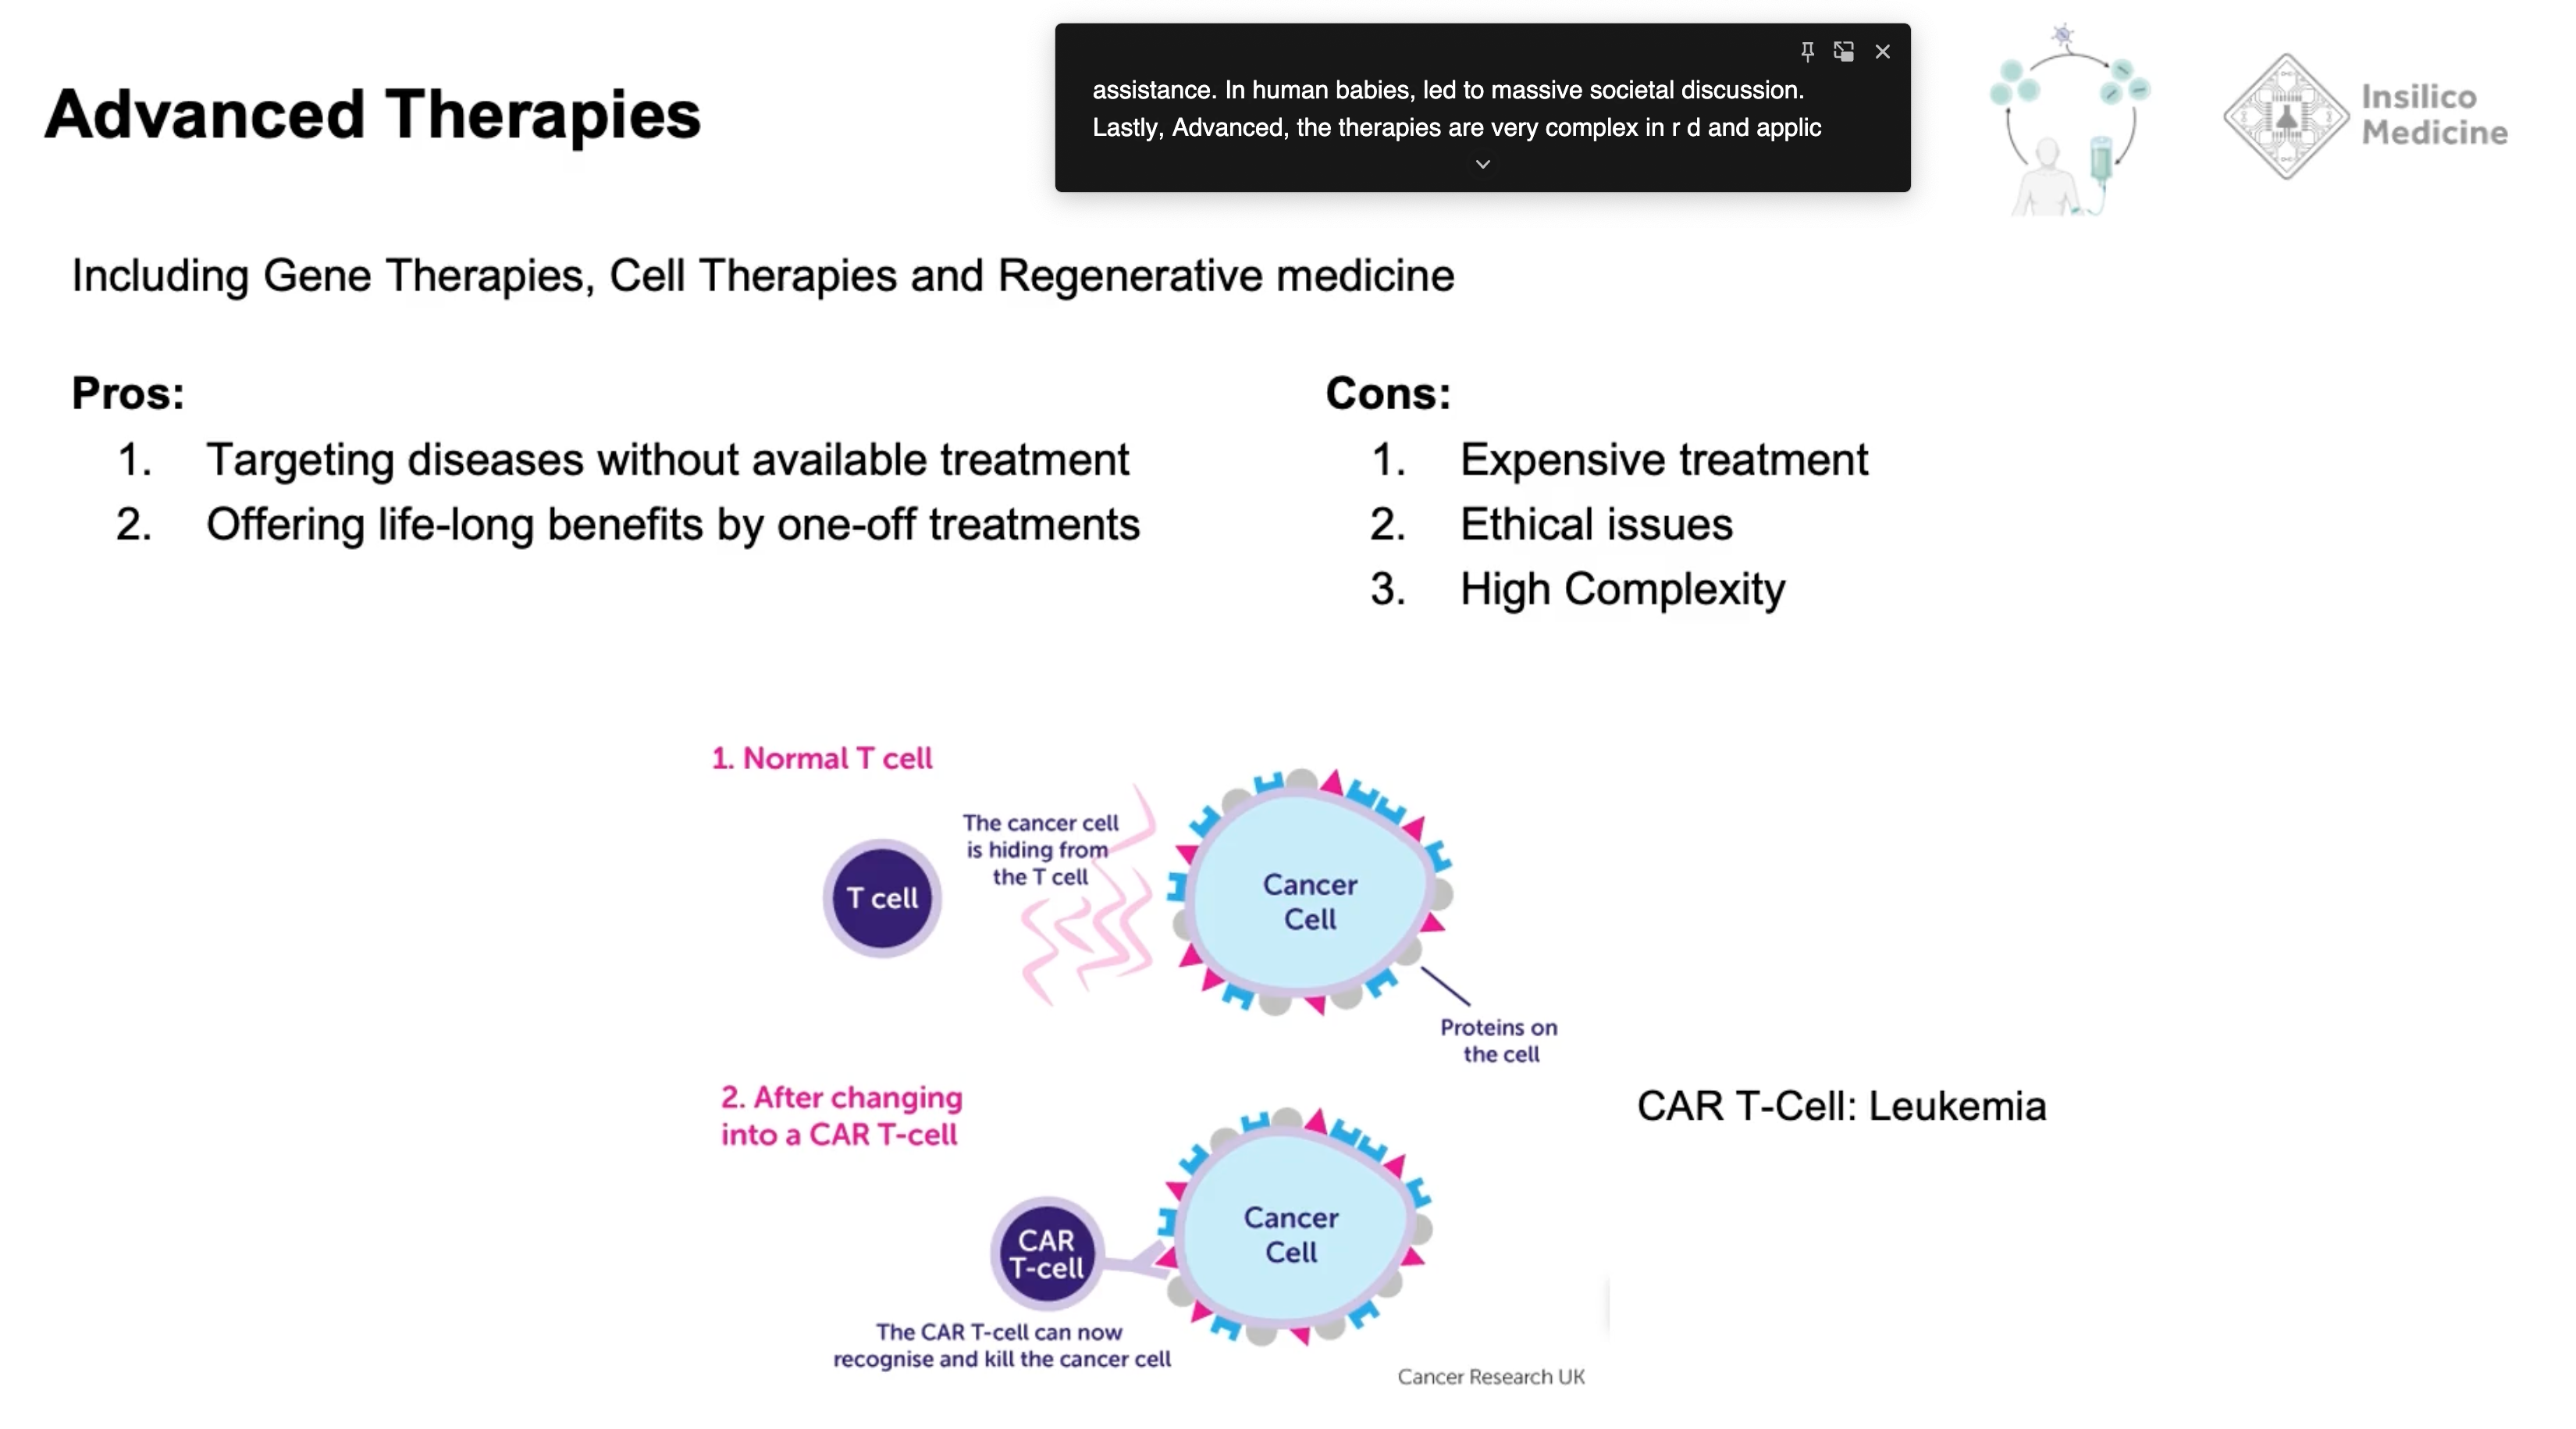 Advanced Therapies
assistance. In human babies, led to massive societal discussion.
Lastly, Advanced, the therapies are very complex in r d and applic
Insilico
Medicine
Including Gene Therapies, Cell Therapies and Regenerative medicine
Pros:
1. Targeting diseases without available treatment
2. Offering life-long benefits by one-off treatments
Cons:
1. Expensive treatment
2. Ethical issues
3. High Complexity
1. Normal T cell
The cancer cell
is hiding from
the T cell
T cell
Cancer
Cell
Proteins on
the cell
2. After changing
into a CAR T-cell
CAR
T-cell
Cancer
Cell
The CAR T-cell can now
recognise and kill the cancer cell
Cancer Research UK
CAR T-Cell: Leukemia